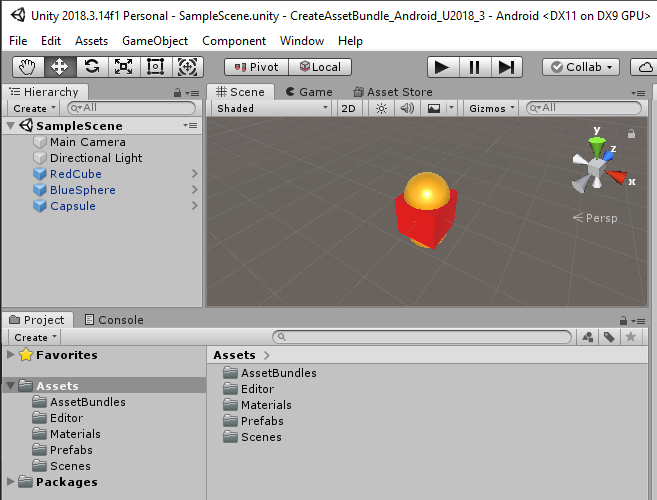 Unity 2018.3.14f1 Personal - SampleScene.unity - CreateAssetBundle_Android_U2018_3 - Android <DX11 on DX9 GPU>
File Edit Assets GameObject Component Window Help
Pivot Local Collab
Hierarchy
Create All
SampleScene
Main Camera
Directional Light
RedCube
BlueSphere
Capsule
Scene Game Asset Store
Shaded 2D Gizmos All
y
z
x
Persp
Project Console
Create
Favorites
Assets
AssetBundles
Editor
Materials
Prefabs
Scenes
Packages
Assets
AssetBundles
Editor
Materials
Prefabs
Scenes